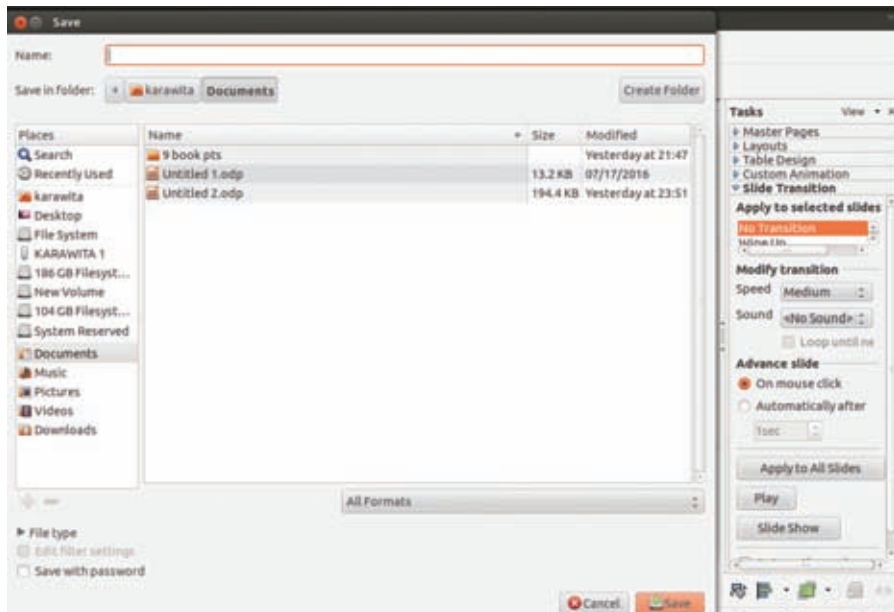 Save
Name:
Save in folder:
karawita
Documents
Create Folder
Places
Search
Recently Used
karawita
Desktop
File System
KARAWITA 1
186 GB Filesyst...
New Volume
104 GB Filesyst...
System Reserved
Documents
Music
Pictures
Videos
Downloads
Name Size Modified
9 book pts Yesterday at 21:47
Untitled 1.odp 13.2 KB 07/17/2016
Untitled 2.odp 194.4 KB Yesterday at 23:51
All Formats
File type
Edit filter settings
Save with password
Cancel
Save
Tasks View
Master Pages
Layouts
Table Design
Custom Animation
Slide Transition
Apply to selected slides
No Transition
Wipe Up
Modify transition
Speed Medium
Sound <No Sound>
Loop until ne
Advance slide
On mouse click
Automatically after
1sec
Apply to All Slides
Play
Slide Show